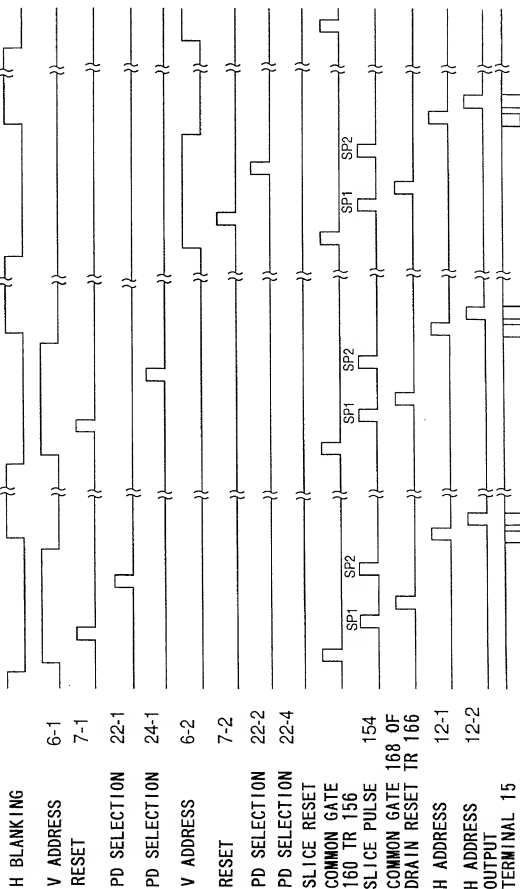 H BLANKING
V ADDRESS 6-1
RESET 7-1
PD SELECTION 22-1
PD SELECTION 24-1
V ADDRESS 6-2
RESET 7-2
PD SELECTION 22-2
PD SELECTION 22-4
SLICE RESET
COMMON GATE
160 TR 156
SLICE PULSE 154
COMMON GATE 168 OF
DRAIN RESET TR 166
H ADDRESS 12-1
H ADDRESS 12-2
OUTPUT
TERMINAL 15
SP1 SP2
SP1 SP2
SP1 SP2